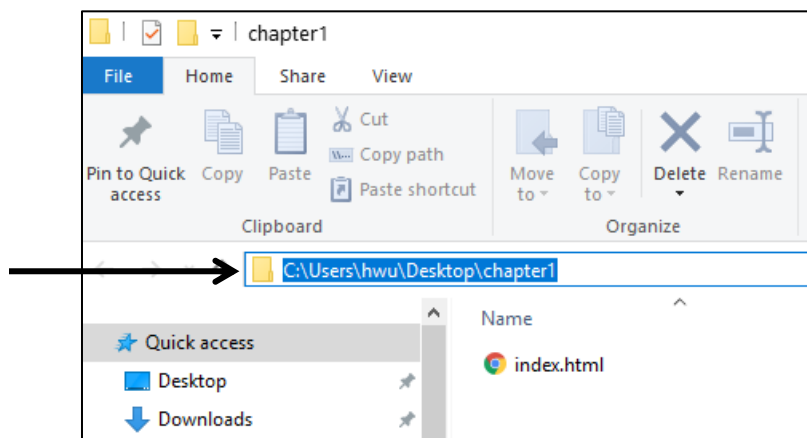 chapter1
File Home Share View
Pin to Quick access
Copy
Paste
Cut
Copy path
Paste shortcut
Move to
Copy to
Delete
Rename
Clipboard
Organize
C:\Users\hwu\Desktop\chapter1
Quick access
Desktop
Downloads
Name
index.html